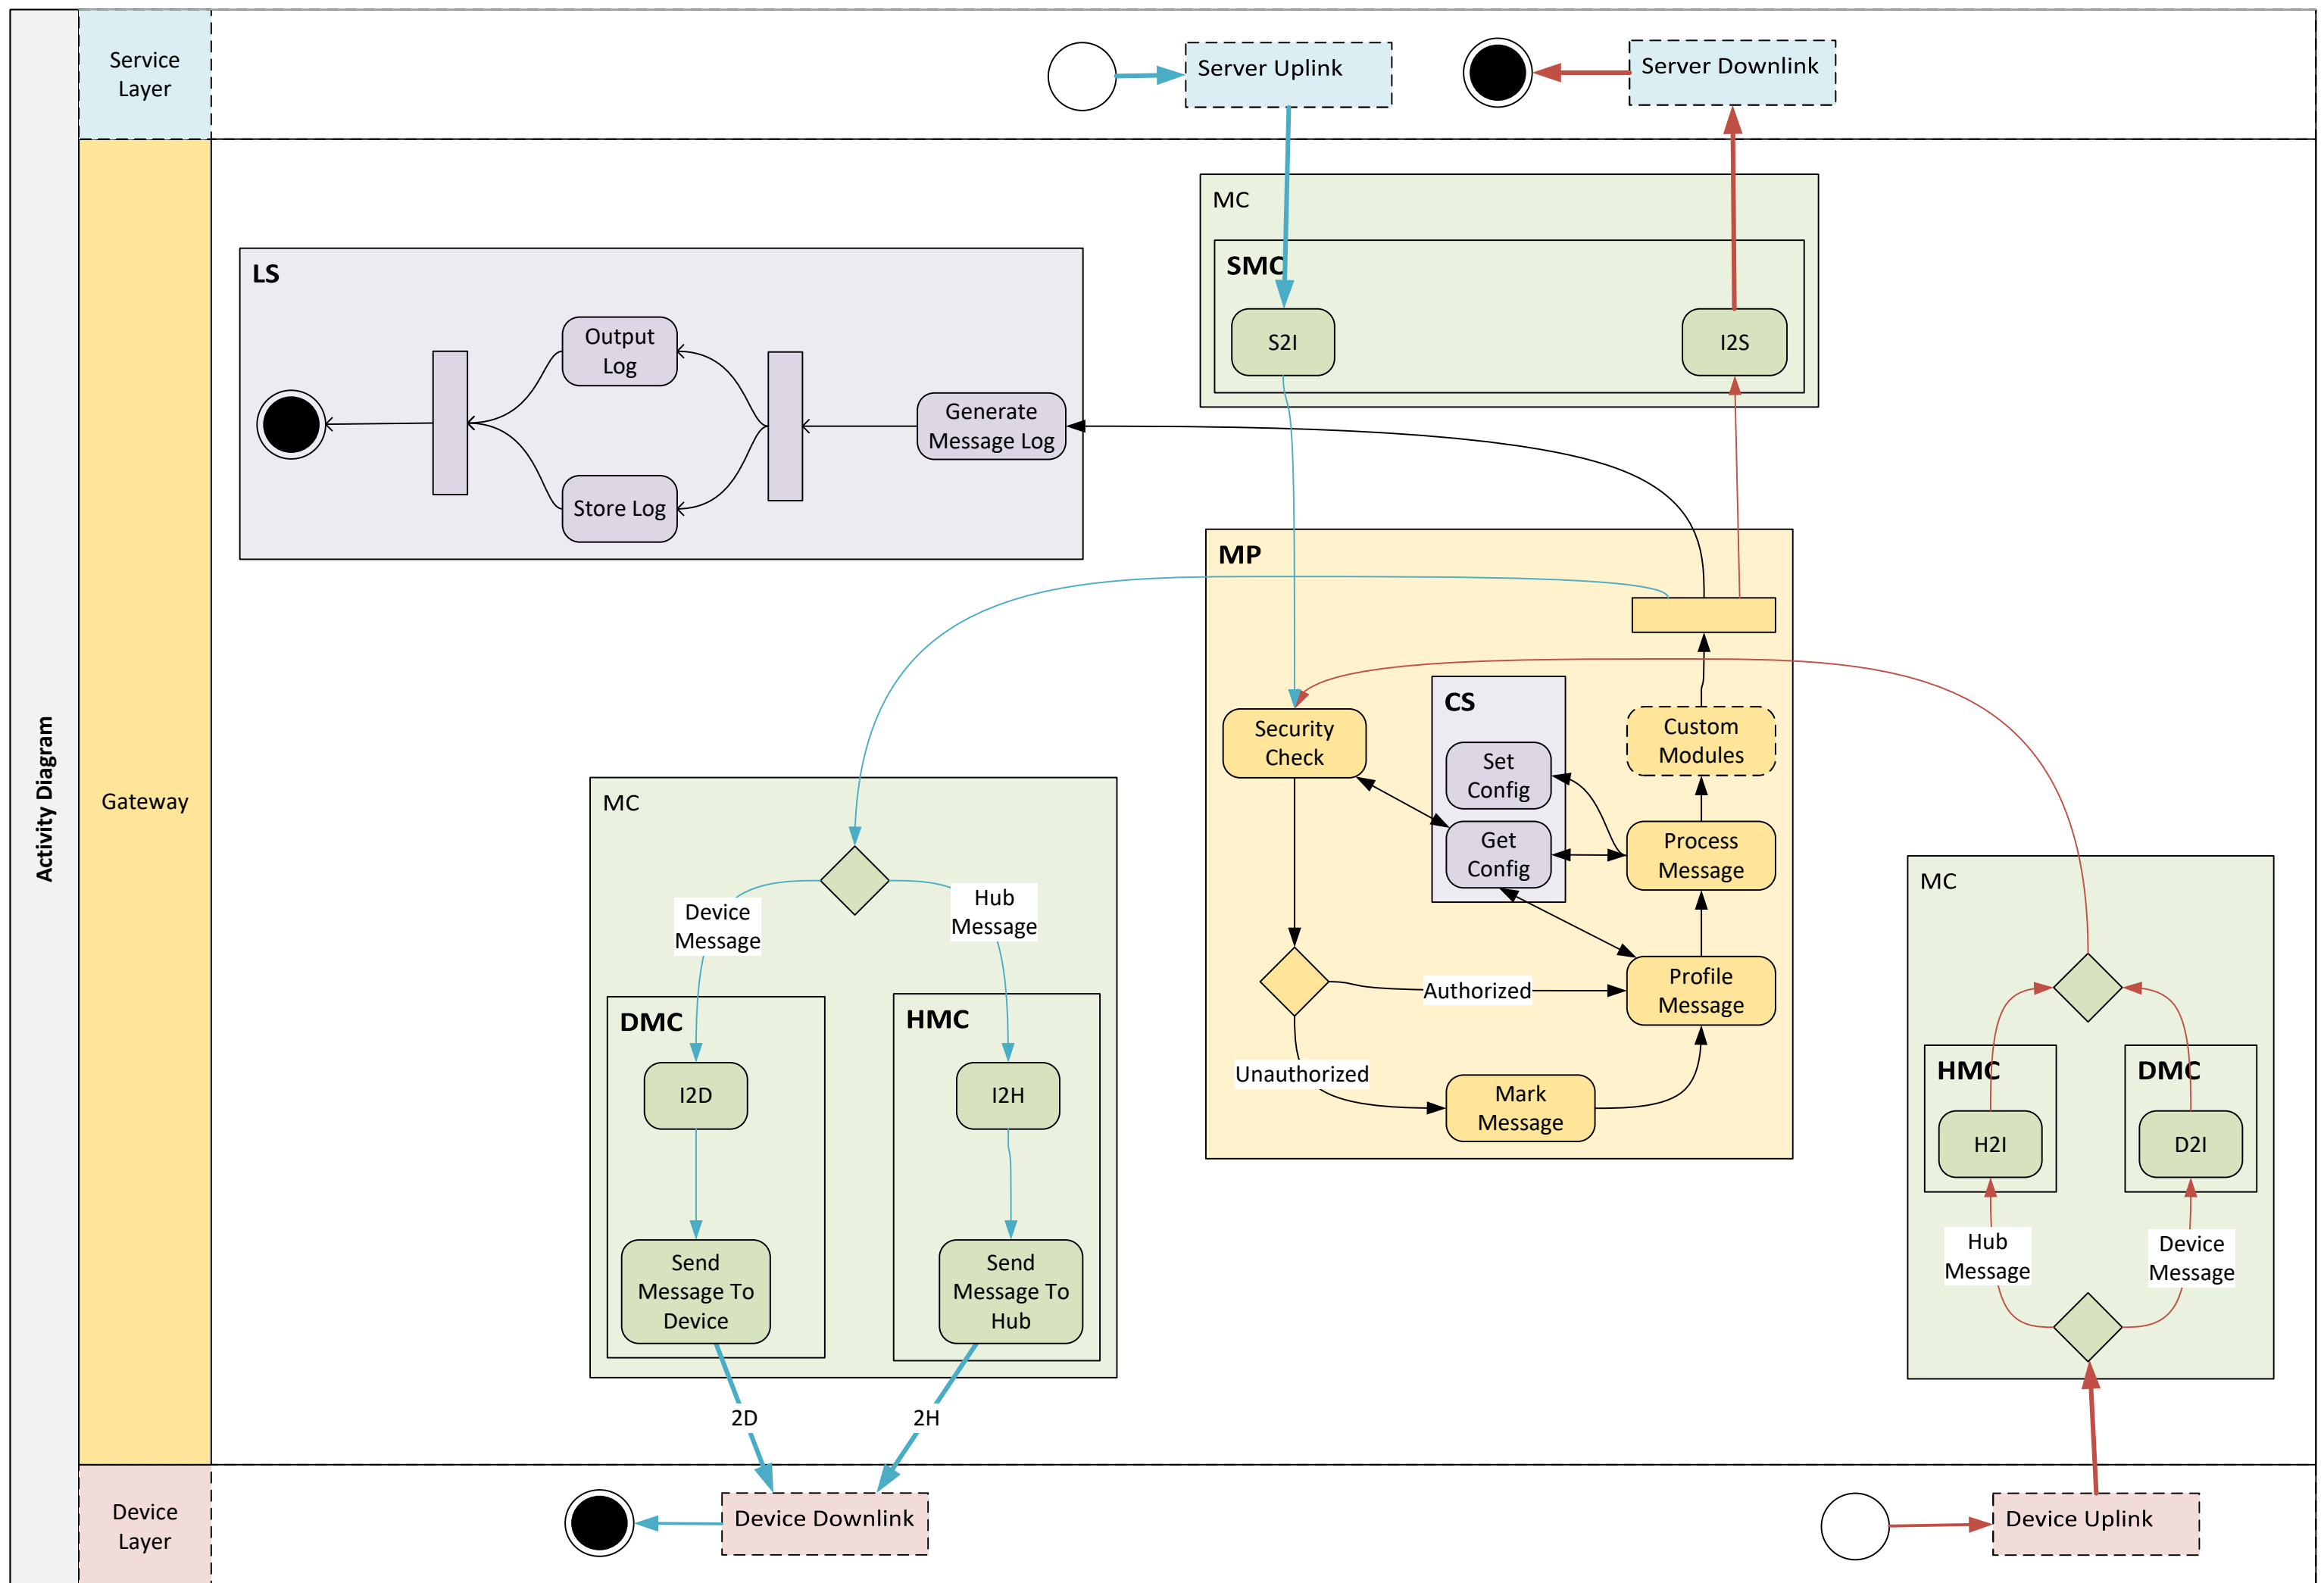 Activity Diagram
Service
Layer
Server Uplink
Server Downlink
Gateway
MC
SMC
S2I
I2S
LS
Output
Log
Generate
Message Log
Store Log
MP
CS
Security
Check
Set
Config
Get
Config
Custom
Modules
Process
Message
Authorized
Profile
Message
Unauthorized
Mark
Message
MC
Device
Message
Hub
Message
DMC
HMC
I2D
I2H
Send
Message To
Device
Send
Message To
Hub
2D
2H
MC
HMC
DMC
H2I
D2I
Hub
Message
Device
Message
Device
Layer
Device Downlink
Device Uplink